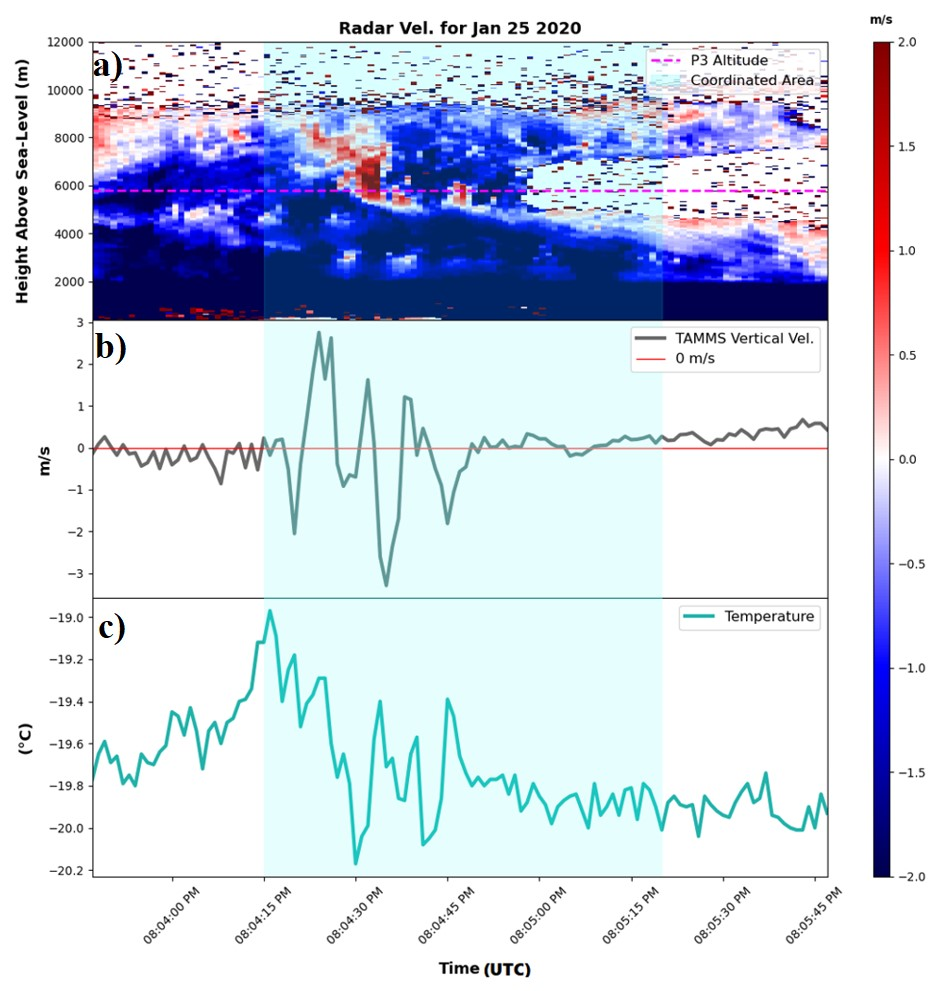 Radar Vel. for Jan 25 2020
m/s
a)
P3 Altitude
Coordinated Area
Height Above Sea-Level (m)
12000
10000
8000
6000
4000
2000
b)
TAMMS Vertical Vel.
0 m/s
m/s
3
2
1
0
−1
−2
−3
c)
Temperature
(°C)
−19.0
−19.2
−19.4
−19.6
−19.8
−20.0
−20.2
08:04:00 PM
08:04:15 PM
08:04:30 PM
08:04:45 PM
08:05:00 PM
08:05:15 PM
08:05:30 PM
08:05:45 PM
Time (UTC)
2.0
1.5
1.0
0.5
0.0
−0.5
−1.0
−1.5
−2.0